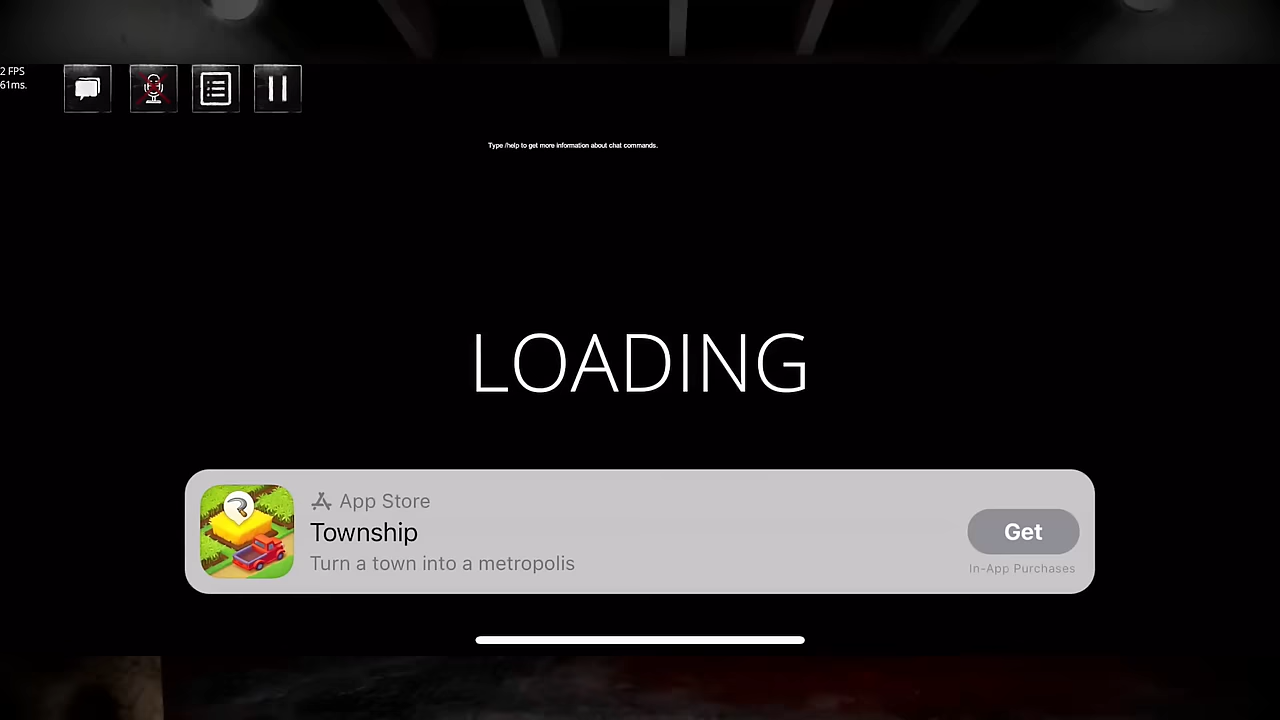 2 FPS
61ms.
Type /help to get more information about chat commands.
LOADING
App Store
Township
Turn a town into a metropolis
Get
In-App Purchases